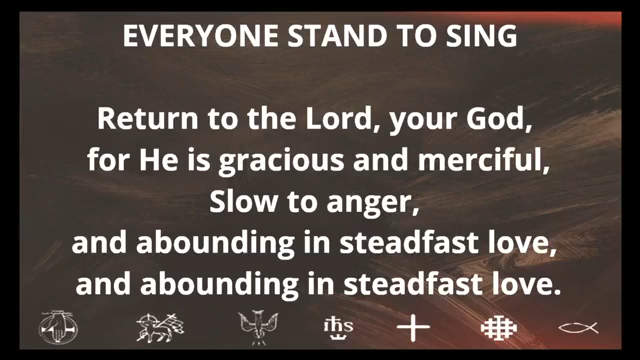 EVERYONE STAND TO SING
Return to the Lord, your God,
for He is gracious and merciful,
Slow to anger,
and abounding in steadfast love,
and abounding in steadfast love.
ihs